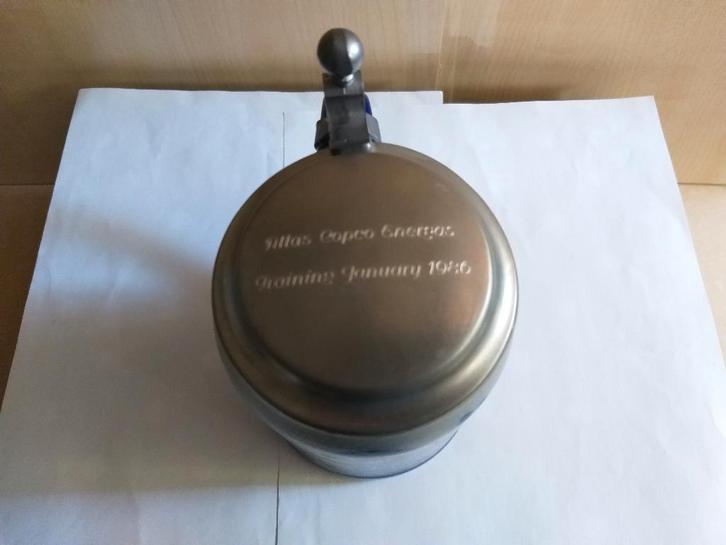 Atlas Copco Energas
Training January 1986